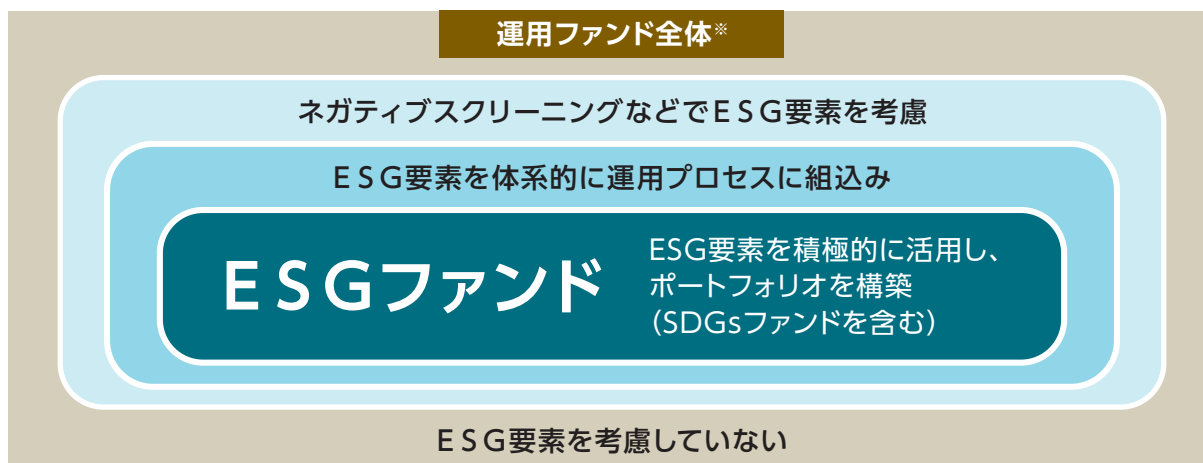 運用ファンド全体※
ネガティブスクリーニングなどでESG要素を考慮
ESG要素を体系的に運用プロセスに組込み
ESGファンド
ESG要素を積極的に活用し、
ポートフォリオを構築
（SDGsファンドを含む）
ESG要素を考慮していない